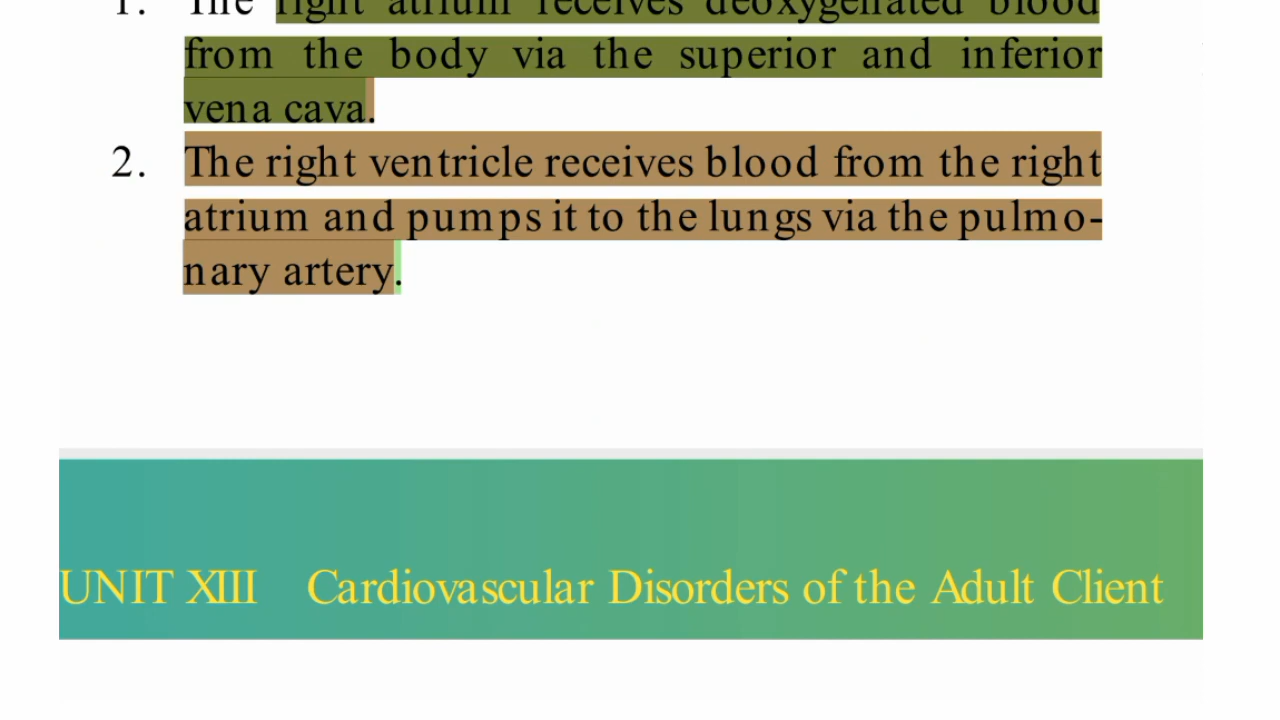 1. The right atrium receives deoxygenated blood
from the body via the superior and inferior
vena cava.
2. The right ventricle receives blood from the right
atrium and pumps it to the lungs via the pulmo-
nary artery.
UNIT XIII Cardiovascular Disorders of the Adult Client